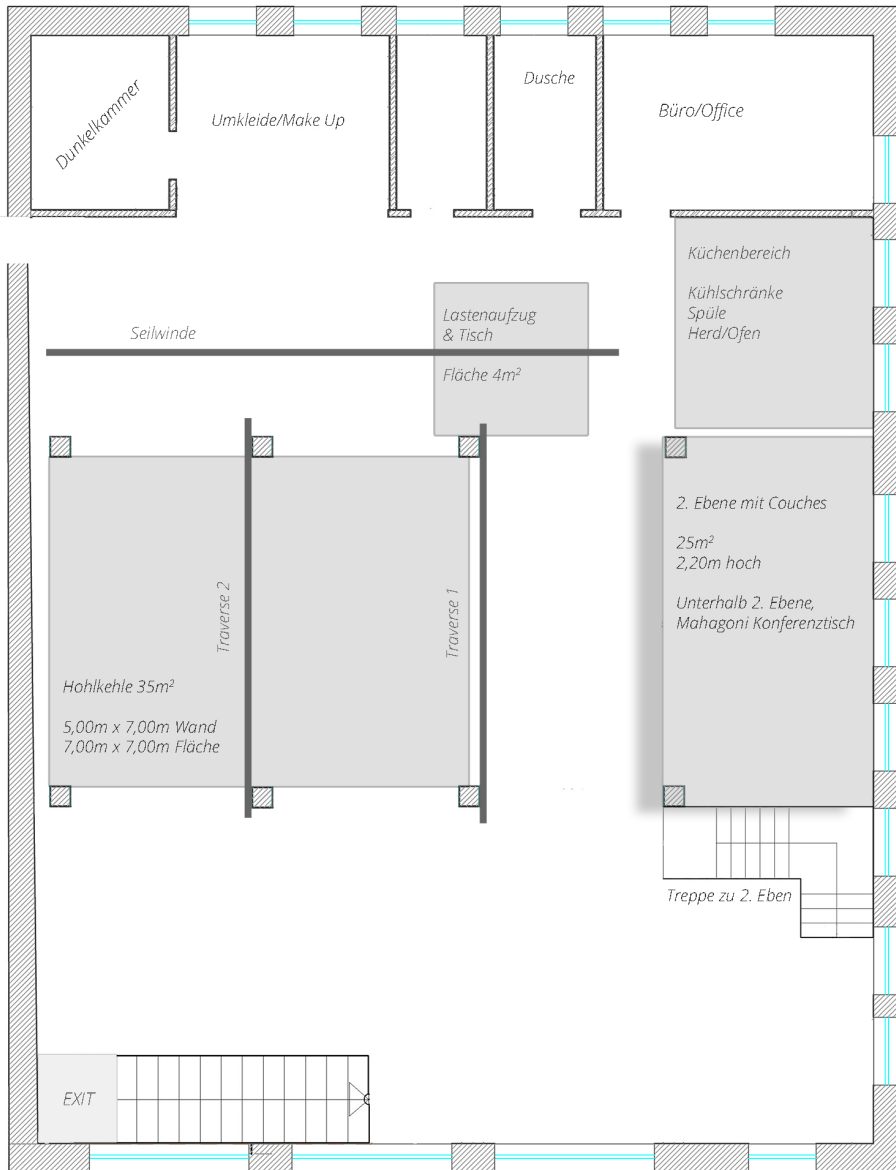 Dunkelkammer
Umkleide/Make Up
Dusche
Büro/Office
Küchenbereich
Kühlschränke
Spüle
Herd/Ofen
Seilwinde
Lastenaufzug
& Tisch
Fläche 4m²
Traverse 2
Traverse 1
2. Ebene mit Couches
25m²
2,20m hoch
Unterhalb 2. Ebene,
Mahagoni Konferenztisch
Hohlkehle 35m²
5,00m x 7,00m Wand
7,00m x 7,00m Fläche
Treppe zu 2. Eben
EXIT